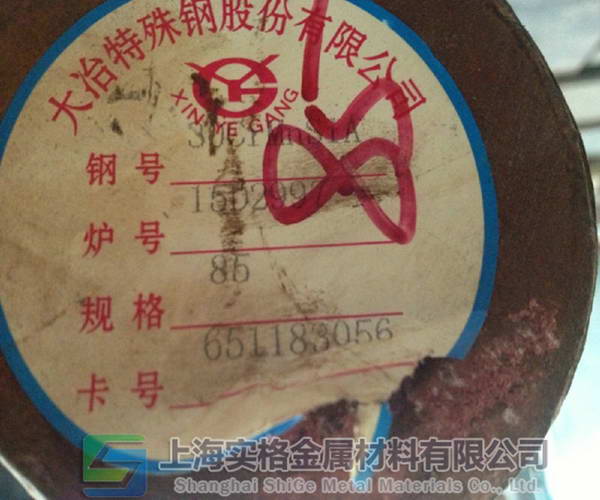 大冶特殊钢股份有限公司
XIN YE GANG
钢号 30CrMnSiA
炉号
规格 85
卡号 651183056
上海实格金属材料有限公司
Shanghai ShiGe Metal Materials Co., Ltd